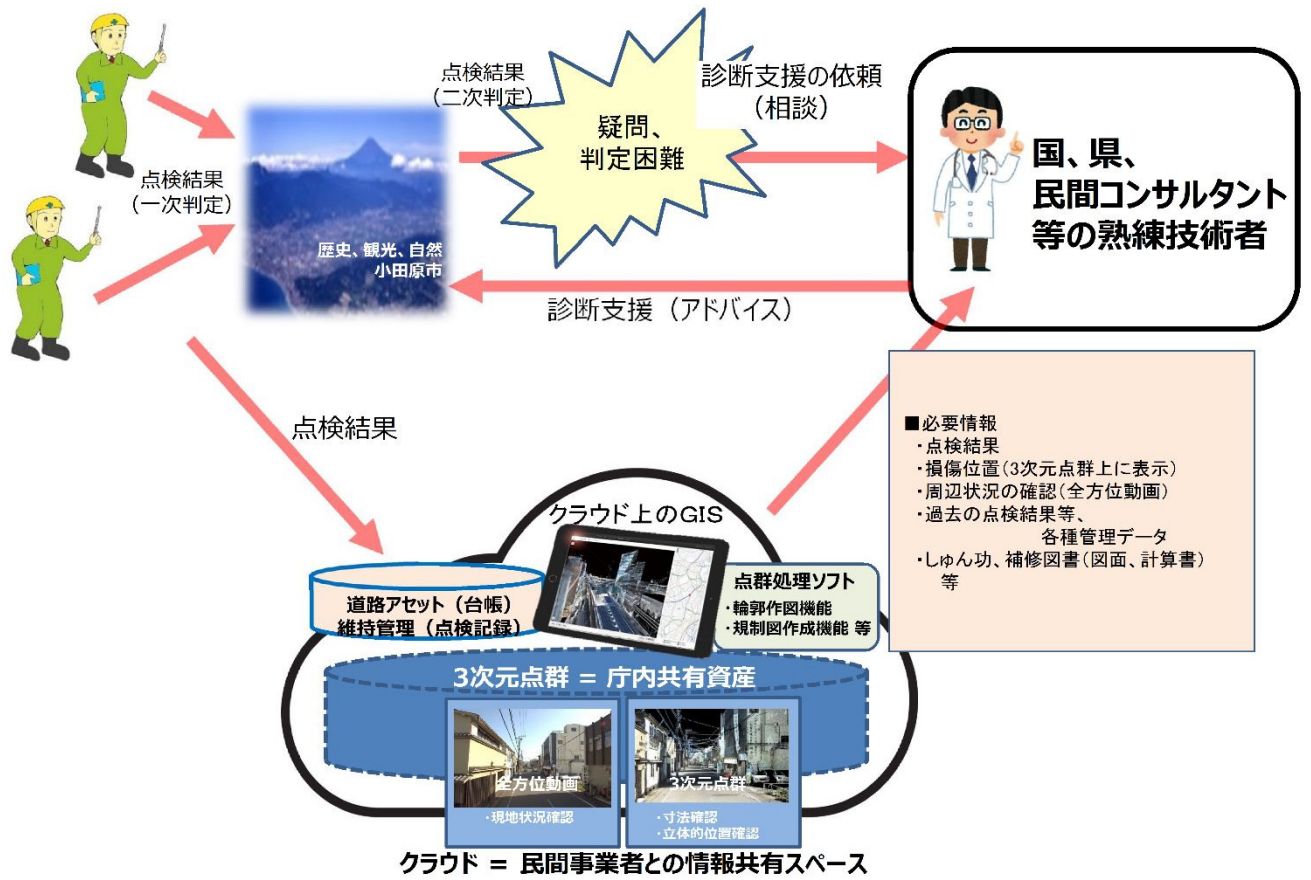 点検結果
（一次判定）
歴史、観光、自然
小田原市
点検結果
（二次判定）
疑問、
判定困難
診断支援の依頼
（相談）
国、県、
民間コンサルタント
等の熟練技術者
診断支援（アドバイス）
点検結果
■必要情報
・点検結果
・損傷位置（3次元点群上に表示）
・周辺状況の確認（全方位動画）
・過去の点検結果等、
各種管理データ
・しゅん功、補修図書（図面、計算書）
等
クラウド上のGIS
道路アセット（台帳）
維持管理（点検記録）
点群処理ソフト
・輪郭作図機能
・規制図作成機能 等
3次元点群 = 庁内共有資産
全方位動画
・現地状況確認
3次元点群
・寸法確認
・立体的位置確認
クラウド = 民間事業者との情報共有スペース